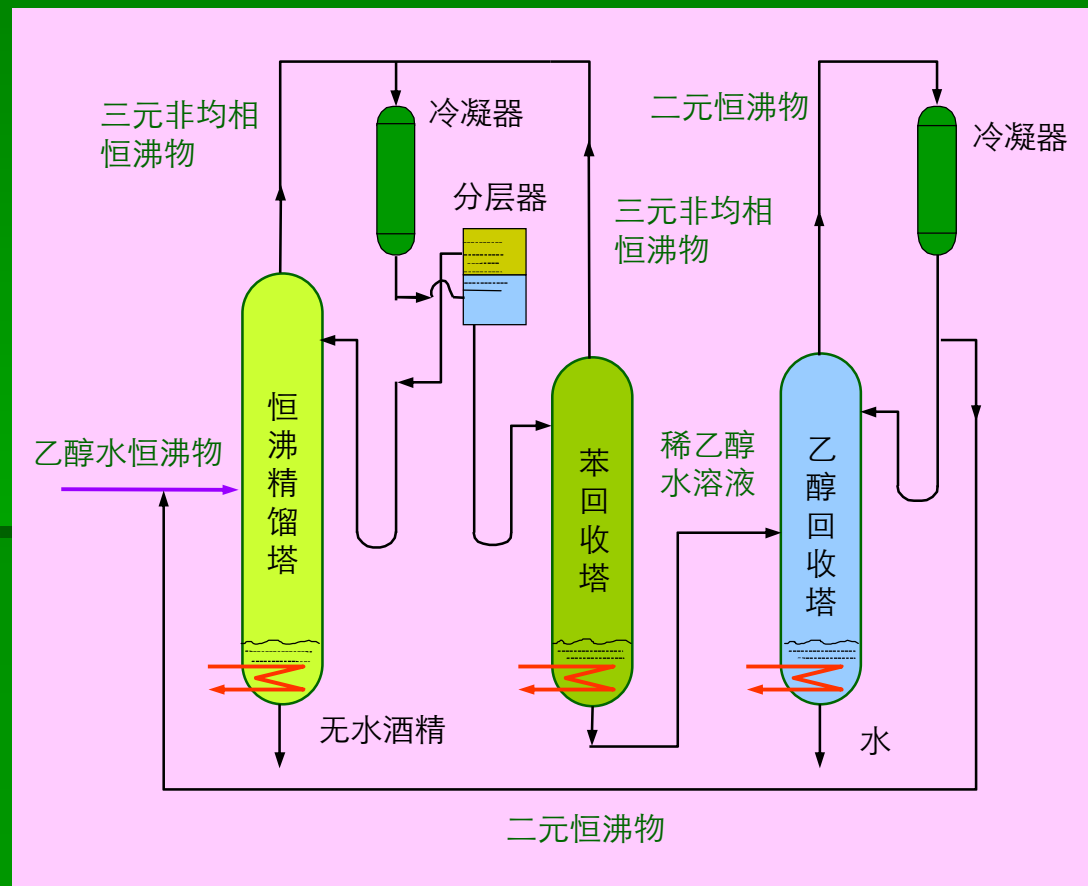 三元非均相
恒沸物
冷凝器
分层器
三元非均相
恒沸物
二元恒沸物
冷凝器
乙醇水恒沸物
恒沸精馏塔
苯回收塔
稀乙醇
水溶液
乙醇回收塔
无水酒精
水
二元恒沸物